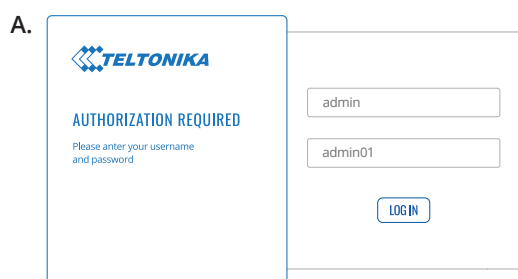 A.
TELTONIKA
AUTHORIZATION REQUIRED
Please anter your username
and password
admin
admin01
LOG IN